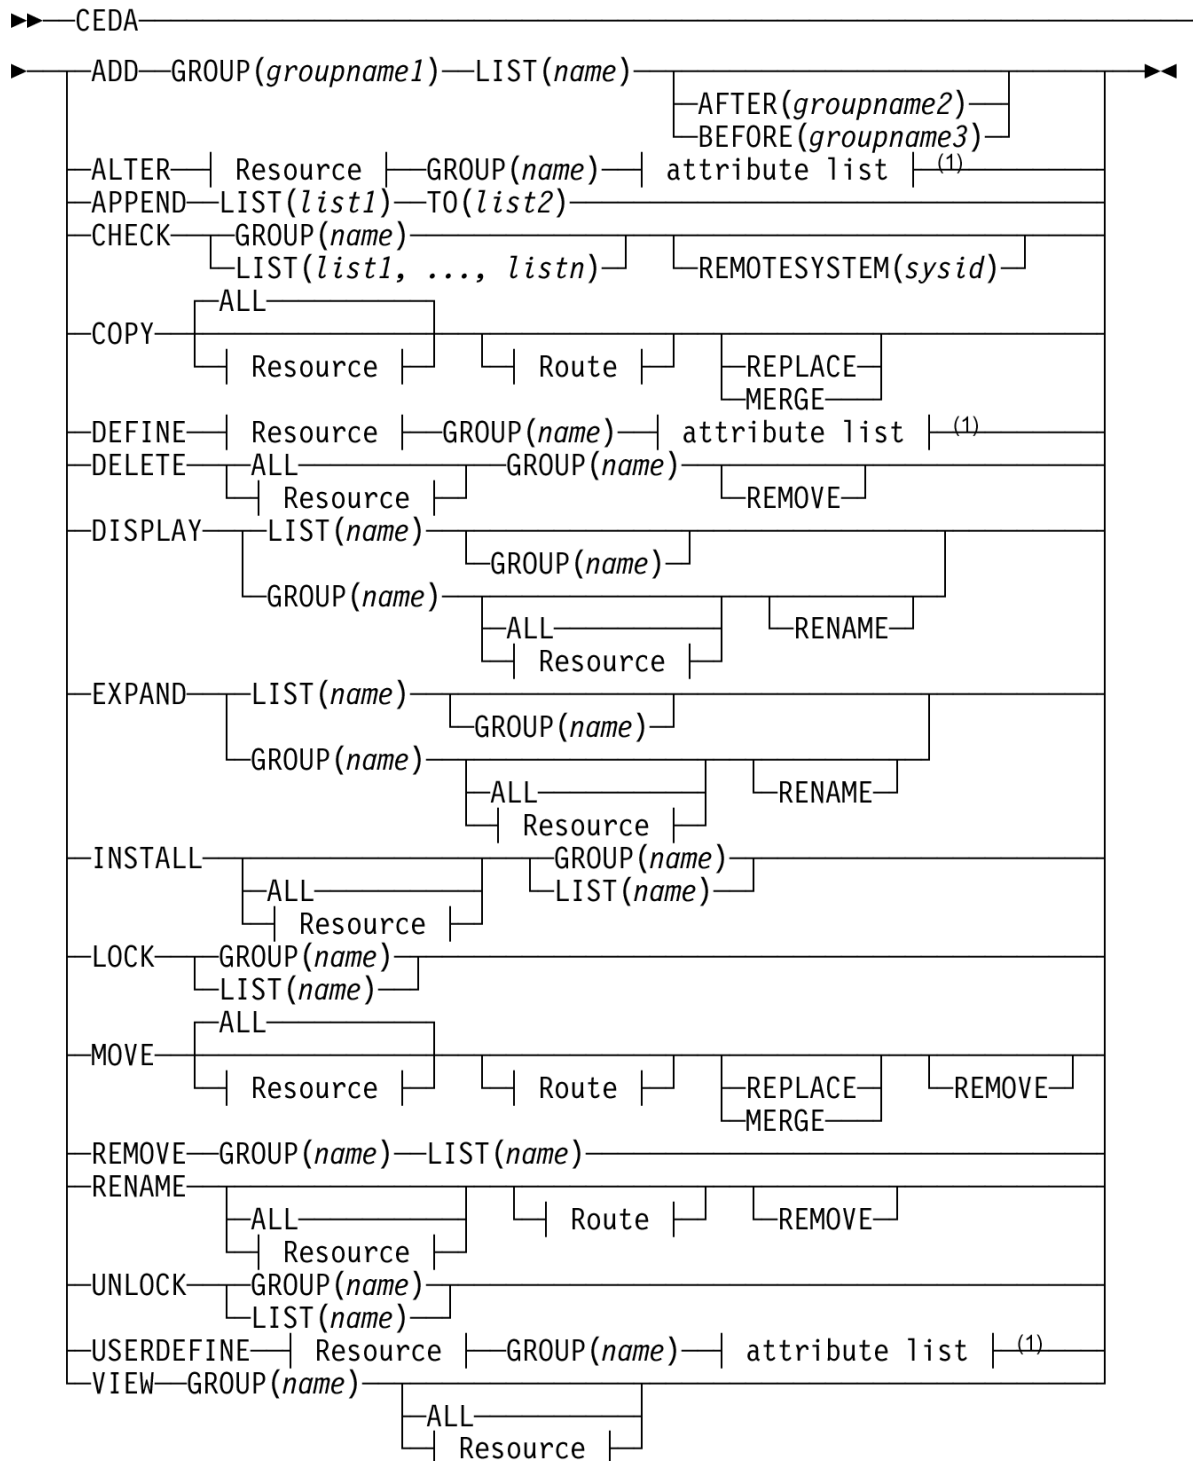 CEDA
ADD GROUP(groupname1) LIST(name)
AFTER(groupname2)
BEFORE(groupname3)
ALTER Resource GROUP(name) attribute list (1)
APPEND LIST(list1) TO(list2)
CHECK GROUP(name)
LIST(list1, ..., listn) REMOTESYSTEM(sysid)
ALL
COPY
Resource Route REPLACE
MERGE
DEFINE Resource GROUP(name) attribute list (1)
DELETE ALL GROUP(name)
Resource REMOVE
DISPLAY LIST(name)
GROUP(name)
GROUP(name)
ALL RENAME
Resource
EXPAND LIST(name)
GROUP(name)
GROUP(name)
ALL RENAME
Resource
INSTALL GROUP(name)
ALL LIST(name)
Resource
LOCK GROUP(name)
LIST(name)
ALL
MOVE
Resource Route REPLACE REMOVE
MERGE
REMOVE GROUP(name) LIST(name)
RENAME
ALL Route REMOVE
Resource
UNLOCK GROUP(name)
LIST(name)
USERDEFINE Resource GROUP(name) attribute list (1)
VIEW GROUP(name)
ALL
Resource